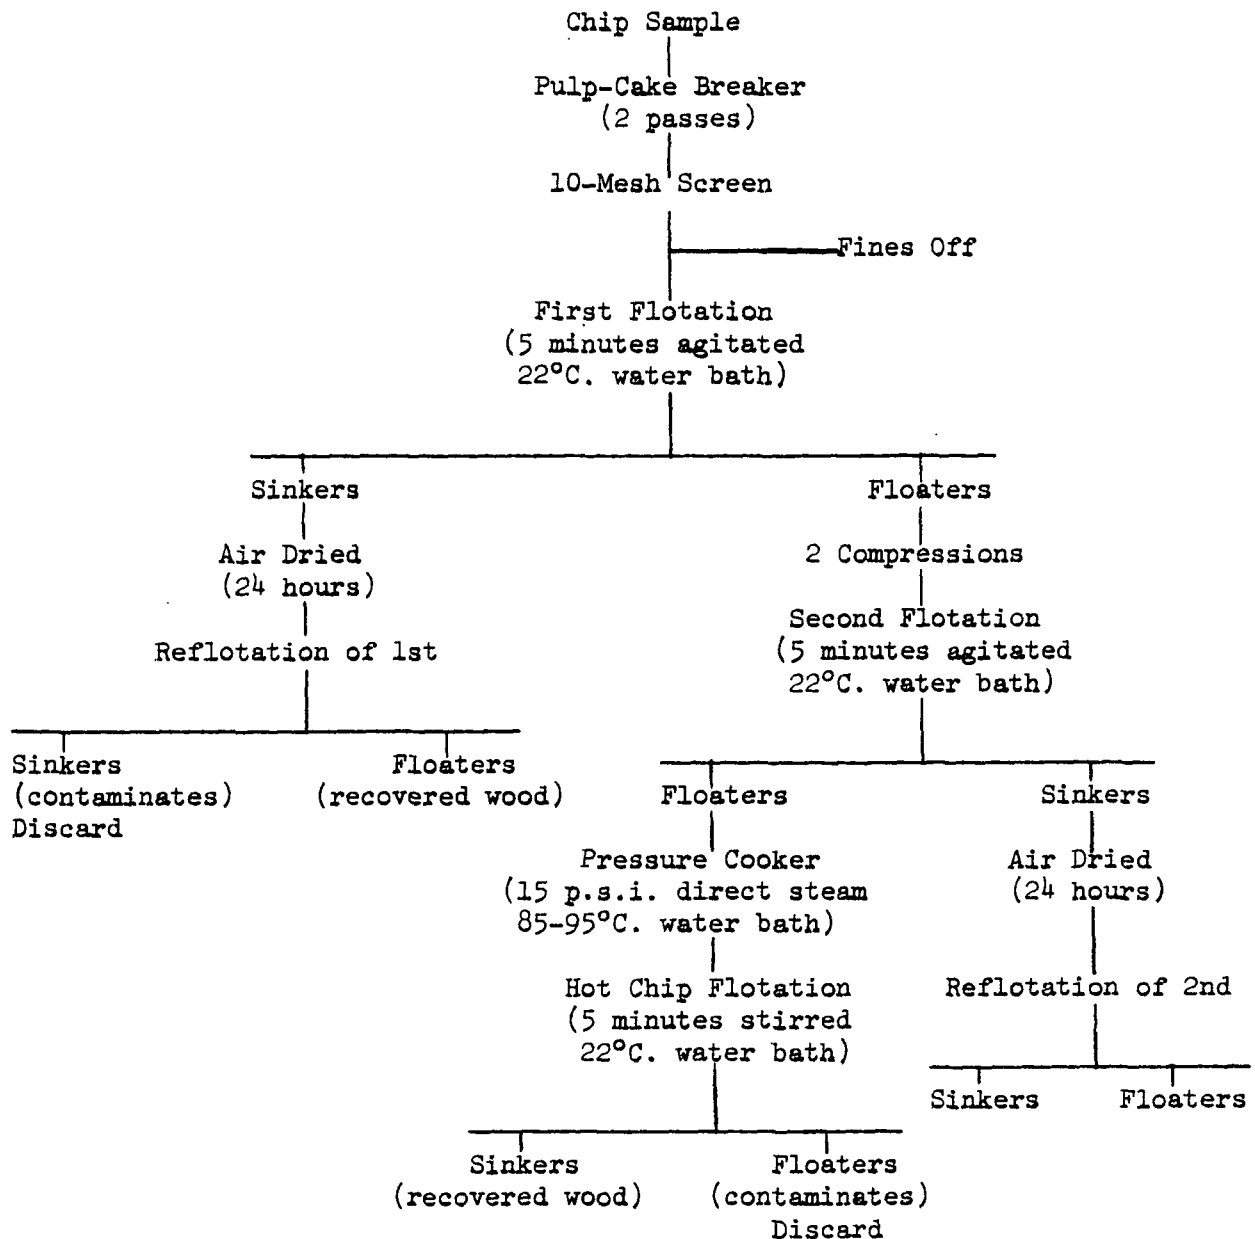 Chip Sample
Pulp-Cake Breaker
(2 passes)
10-Mesh Screen
Fines Off
First Flotation
(5 minutes agitated
22°C. water bath)
Sinkers
Floaters
Air Dried
(24 hours)
2 Compressions
Reflotation of 1st
Second Flotation
(5 minutes agitated
22°C. water bath)
Sinkers
(contaminates)
Discard
Floaters
(recovered wood)
Floaters
Sinkers
Pressure Cooker
(15 p.s.i. direct steam
85-95°C. water bath)
Air Dried
(24 hours)
Hot Chip Flotation
(5 minutes stirred
22°C. water bath)
Reflotation of 2nd
Sinkers
Floaters
Sinkers
(recovered wood)
Floaters
(contaminates)
Discard